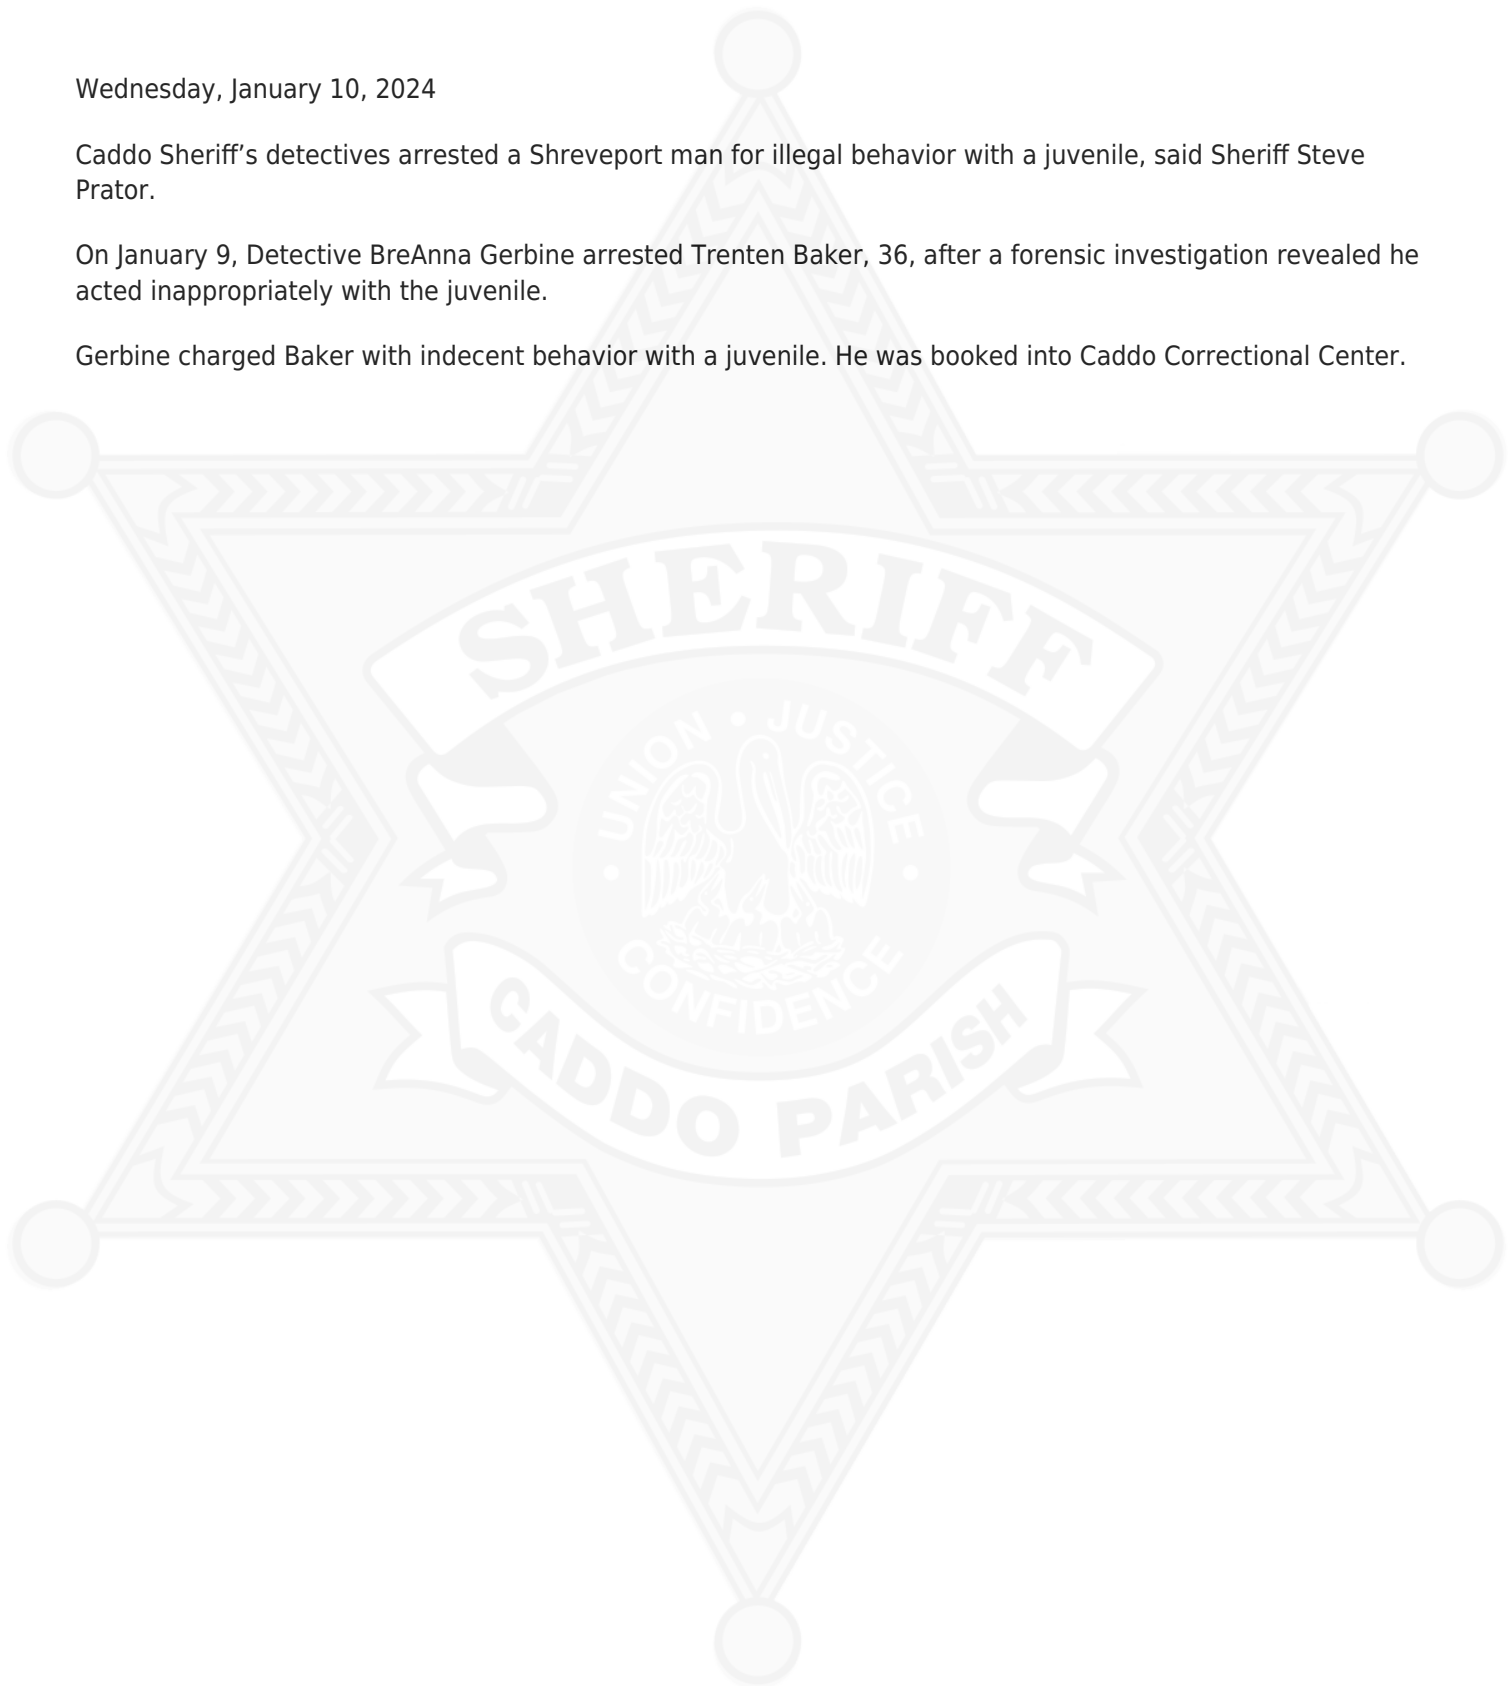 Wednesday, January 10, 2024
Caddo Sheriff’s detectives arrested a Shreveport man for illegal behavior with a juvenile, said Sheriff Steve
Prator.
On January 9, Detective BreAnna Gerbine arrested Trenten Baker, 36, after a forensic investigation revealed he
acted inappropriately with the juvenile.
Gerbine charged Baker with indecent behavior with a juvenile. He was booked into Caddo Correctional Center.
SHERIFF
UNION • JUSTICE •
• CONFIDENCE
CADDO PARISH